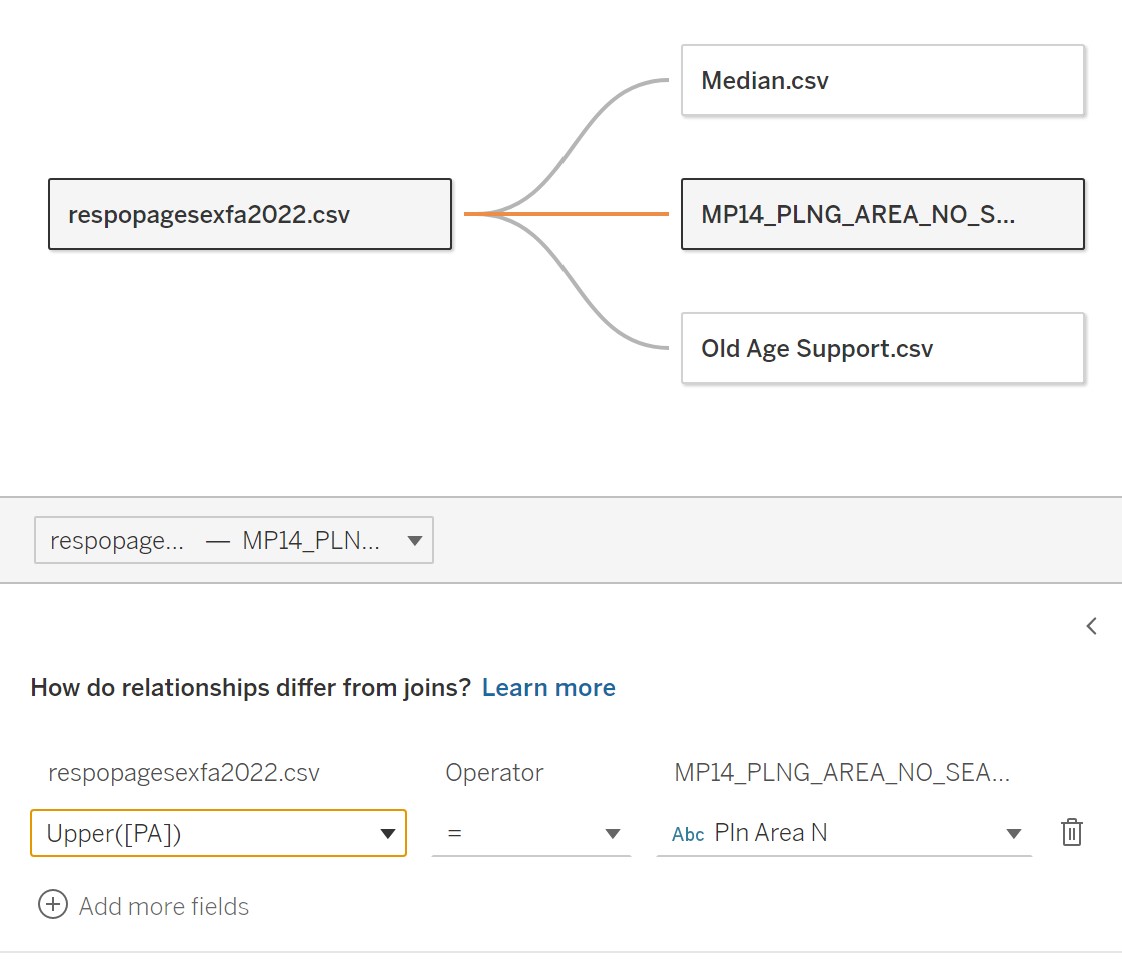 Median.csv
respopagesexfa2022.csv
MP14_PLNG_AREA_NO_S...
Old Age Support.csv
respopage... — MP14_PLN...
How do relationships differ from joins? Learn more
respopagesexfa2022.csv Operator MP14_PLNG_AREA_NO_SEA...
Upper([PA]) = Abc Pln Area N
Add more fields